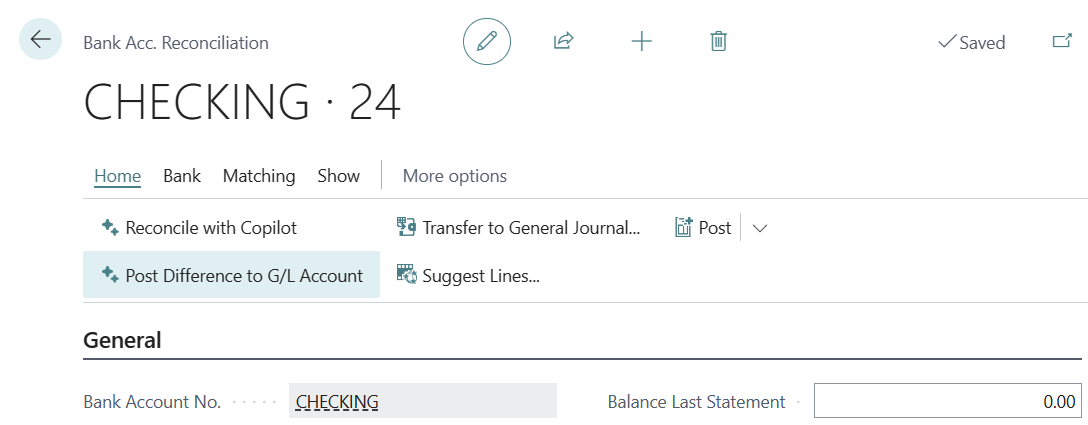 Bank Acc. Reconciliation
Saved
CHECKING · 24
Home Bank Matching Show More options
Reconcile with Copilot Transfer to General Journal... Post
Post Difference to G/L Account Suggest Lines...
General
Bank Account No. CHECKING Balance Last Statement 0.00